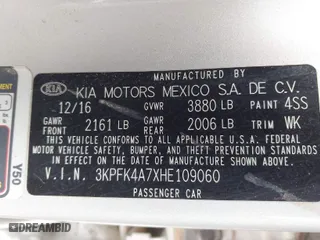 MANUFACTURED BY
KIA KIA MOTORS MEXICO S.A. DE C.V.
12/16 GVWR 3880 LB PAINT 4SS
GAWR FRONT 2161 LB GAWR REAR 2006 LB TRIM WK
THIS VEHICLE CONFORMS TO ALL APPLICABLE U.S.A. FEDERAL
MOTOR VEHICLE SAFETY, BUMPER, AND THEFT PREVENTION
STANDARDS IN EFFECT ON THE DATE OF MANUFACTURE SHOWN ABOVE.
V.I.N. 3KPFK4A7XHE109060
PASSENGER CAR
Y50
DREAMBID